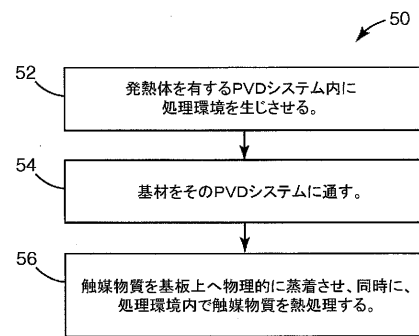 50
52
発熱体を有するPVDシステム内に
処理環境を生じさせる。
54
基材をそのPVDシステムに通す。
56
触媒物質を基板上へ物理的に蒸着させ、同時に、
処理環境内で触媒物質を熱処理する。